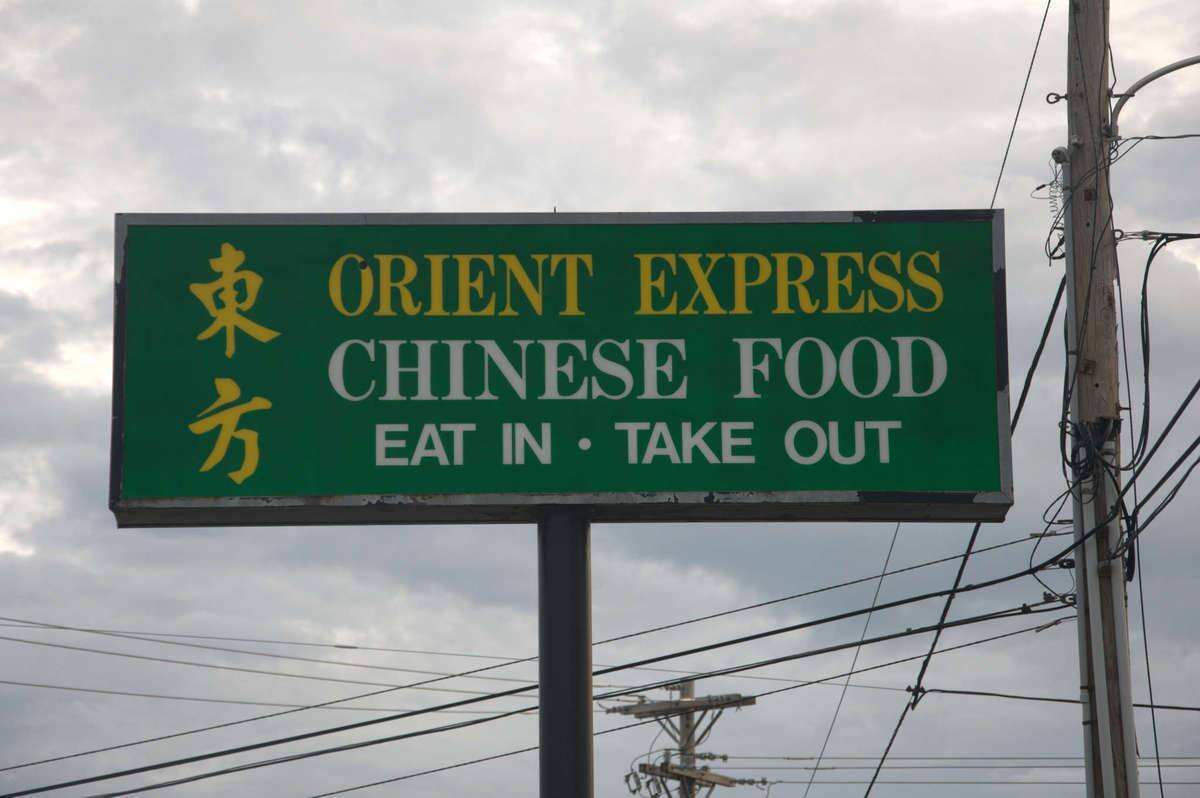 東方
ORIENT EXPRESS
CHINESE FOOD
EAT IN · TAKE OUT